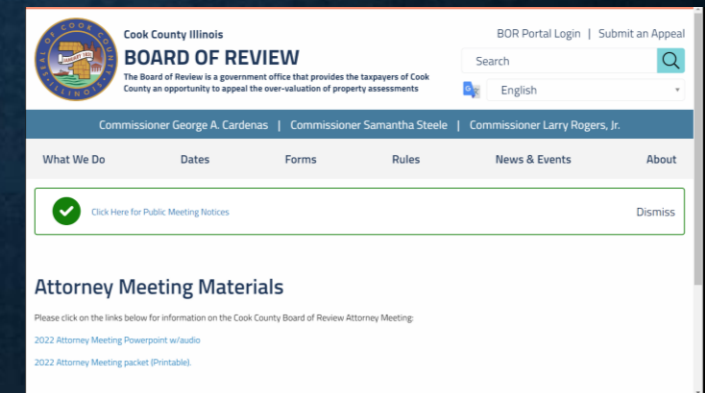 Cook County Illinois
BOARD OF REVIEW
The Board of Review is a government office that provides the taxpayers of Cook
County an opportunity to appeal the over-valuation of property assessments
BOR Portal Login | Submit an Appeal
Search
English
Commissioner George A. Cardenas | Commissioner Samantha Steele | Commissioner Larry Rogers, Jr.
What We Do Dates Forms Rules News & Events About
Click Here for Public Meeting Notices Dismiss
Attorney Meeting Materials
Please click on the links below for information on the Cook County Board of Review Attorney Meeting:
2022 Attorney Meeting Powerpoint w/audio
2022 Attorney Meeting packet (Printable).